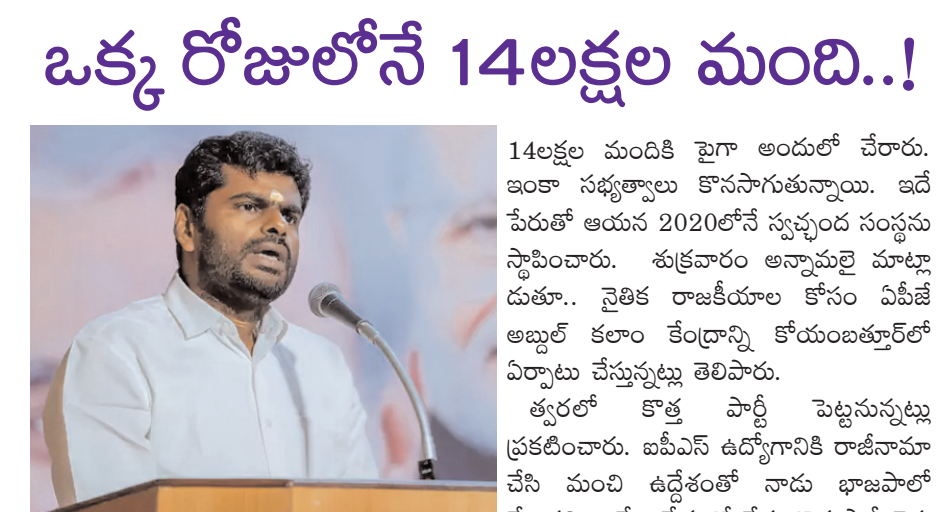 ఒక్క రోజులోనే 14లక్షల మంది..!
14లక్షల మందికి పైగా అందులో చేరారు.
ఇంకా సభ్యత్వాలు కొనసాగుతున్నాయి. ఇదే
పేరుతో ఆయన 2020లోనే స్వచ్ఛంద సంస్థను
స్థాపించారు. శుక్రవారం అన్నామలై మాట్లా
డుతూ.. నైతిక రాజకీయాల కోసం ఏపీజే
అబ్దుల్ కలాం కేంద్రాన్ని కోయంబత్తూర్‌లో
ఏర్పాటు చేస్తున్నట్లు తెలిపారు.
త్వరలో కొత్త పార్టీ పెట్టనున్నట్లు
ప్రకటించారు. ఐపీఎస్ ఉద్యోగానికి రాజీనామా
చేసి మంచి ఉద్దేశంతో నాడు భాజపాలో